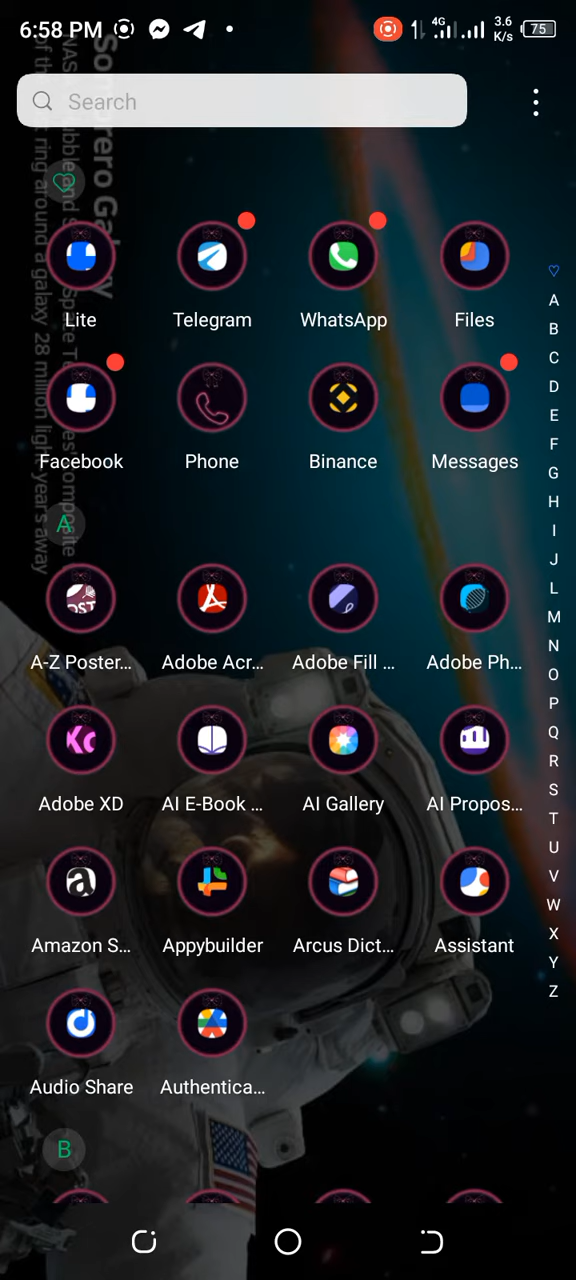 6:58 PM
4G
3.6
K/s
75
Search
Sombrero Galaxy
of the ring around a galaxy 28 million light years away
Lite
Telegram
WhatsApp
Files
Facebook
Phone
Binance
Messages
A
A-Z Poster...
Adobe Acr...
Adobe Fill ...
Adobe Ph...
Adobe XD
AI E-Book ...
AI Gallery
AI Propos...
Amazon S...
Appybuilder
Arcus Dict...
Assistant
Audio Share
Authentica...
B
A
B
C
D
E
F
G
H
I
J
L
M
N
O
P
Q
R
S
T
U
V
W
X
Y
Z